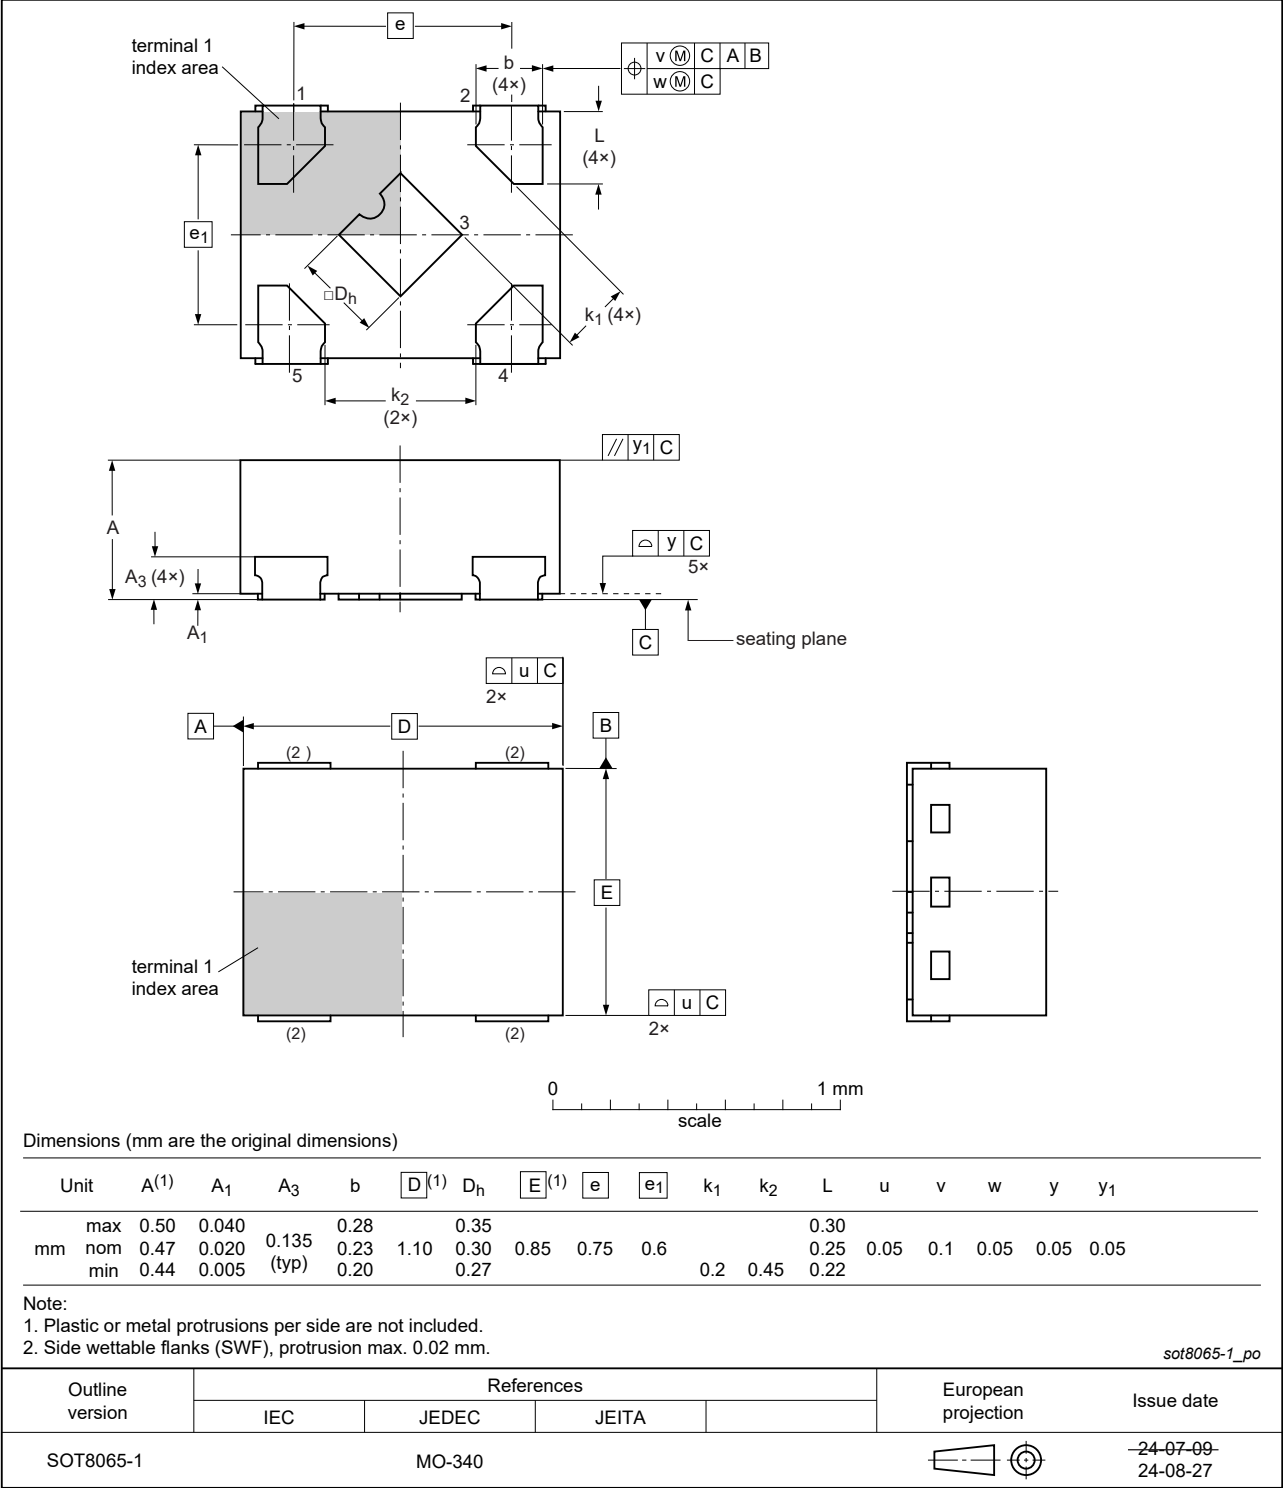 e
terminal 1
index area
b
(4×)
v Ⓜ C A B
w Ⓜ C
1
2
L
(4×)
e1
3
□Dh
k1 (4×)
5
4
k2
(2×)
// y1 C
A
⌓ y C
5×
A3 (4×)
A1
C
seating plane
⌓ u C
2×
A
D
B
(2 )
(2)
E
terminal 1
index area
⌓ u C
2×
(2)
(2)
0
1 mm
scale
Dimensions (mm are the original dimensions)
Unit A(1) A1 A3 b D(1) Dh E(1) e e1 k1 k2 L u v w y y1
max 0.50 0.040 0.28 0.35 0.30
mm nom 0.47 0.020 0.135 (typ) 0.23 1.10 0.30 0.85 0.75 0.6 0.25 0.05 0.1 0.05 0.05 0.05
min 0.44 0.005 0.20 0.27 0.2 0.45 0.22
Note:
1. Plastic or metal protrusions per side are not included.
2. Side wettable flanks (SWF), protrusion max. 0.02 mm.
sot8065-1_po
Outline
version
References
European
projection
Issue date
IEC JEDEC JEITA
SOT8065-1
MO-340
24-07-09
24-08-27